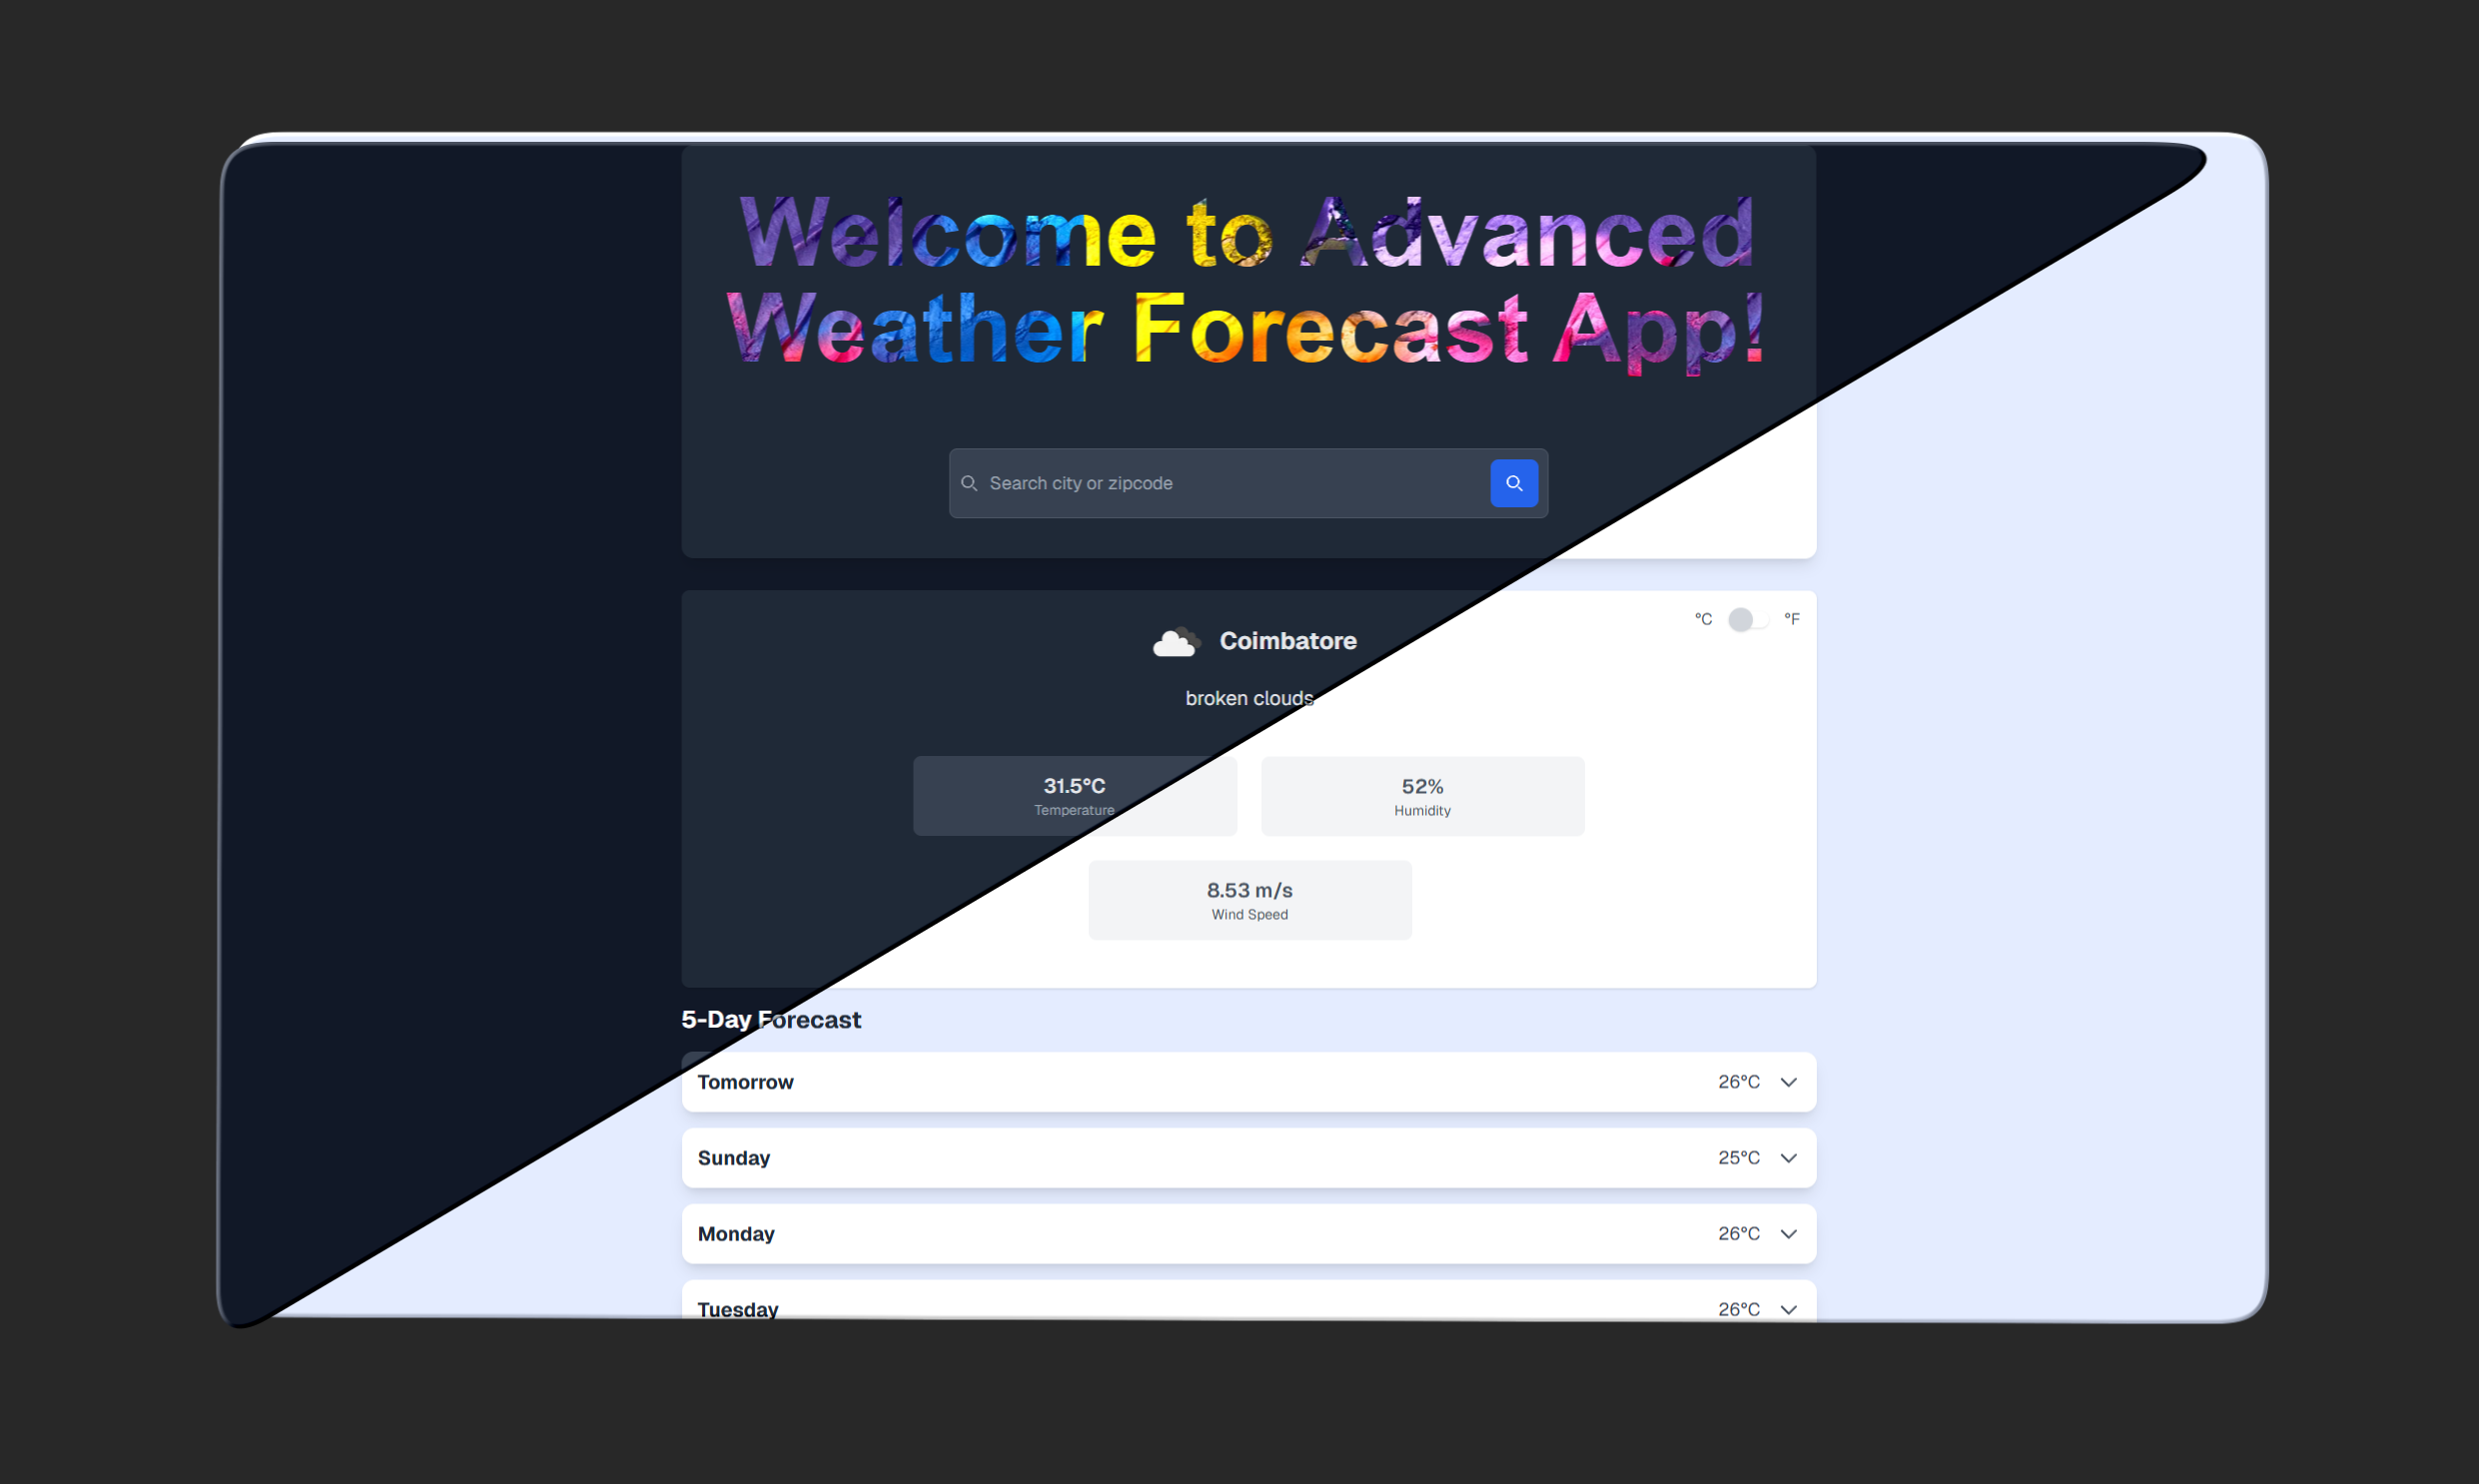 Welcome to Advanced
Weather Forecast App!
Search city or zipcode
°C °F
Coimbatore
broken clouds
31.5°C 52%
Temperature Humidity
8.53 m/s
Wind Speed
5-Day Forecast
Tomorrow 26°C
Sunday 25°C
Monday 26°C
Tuesday 26°C